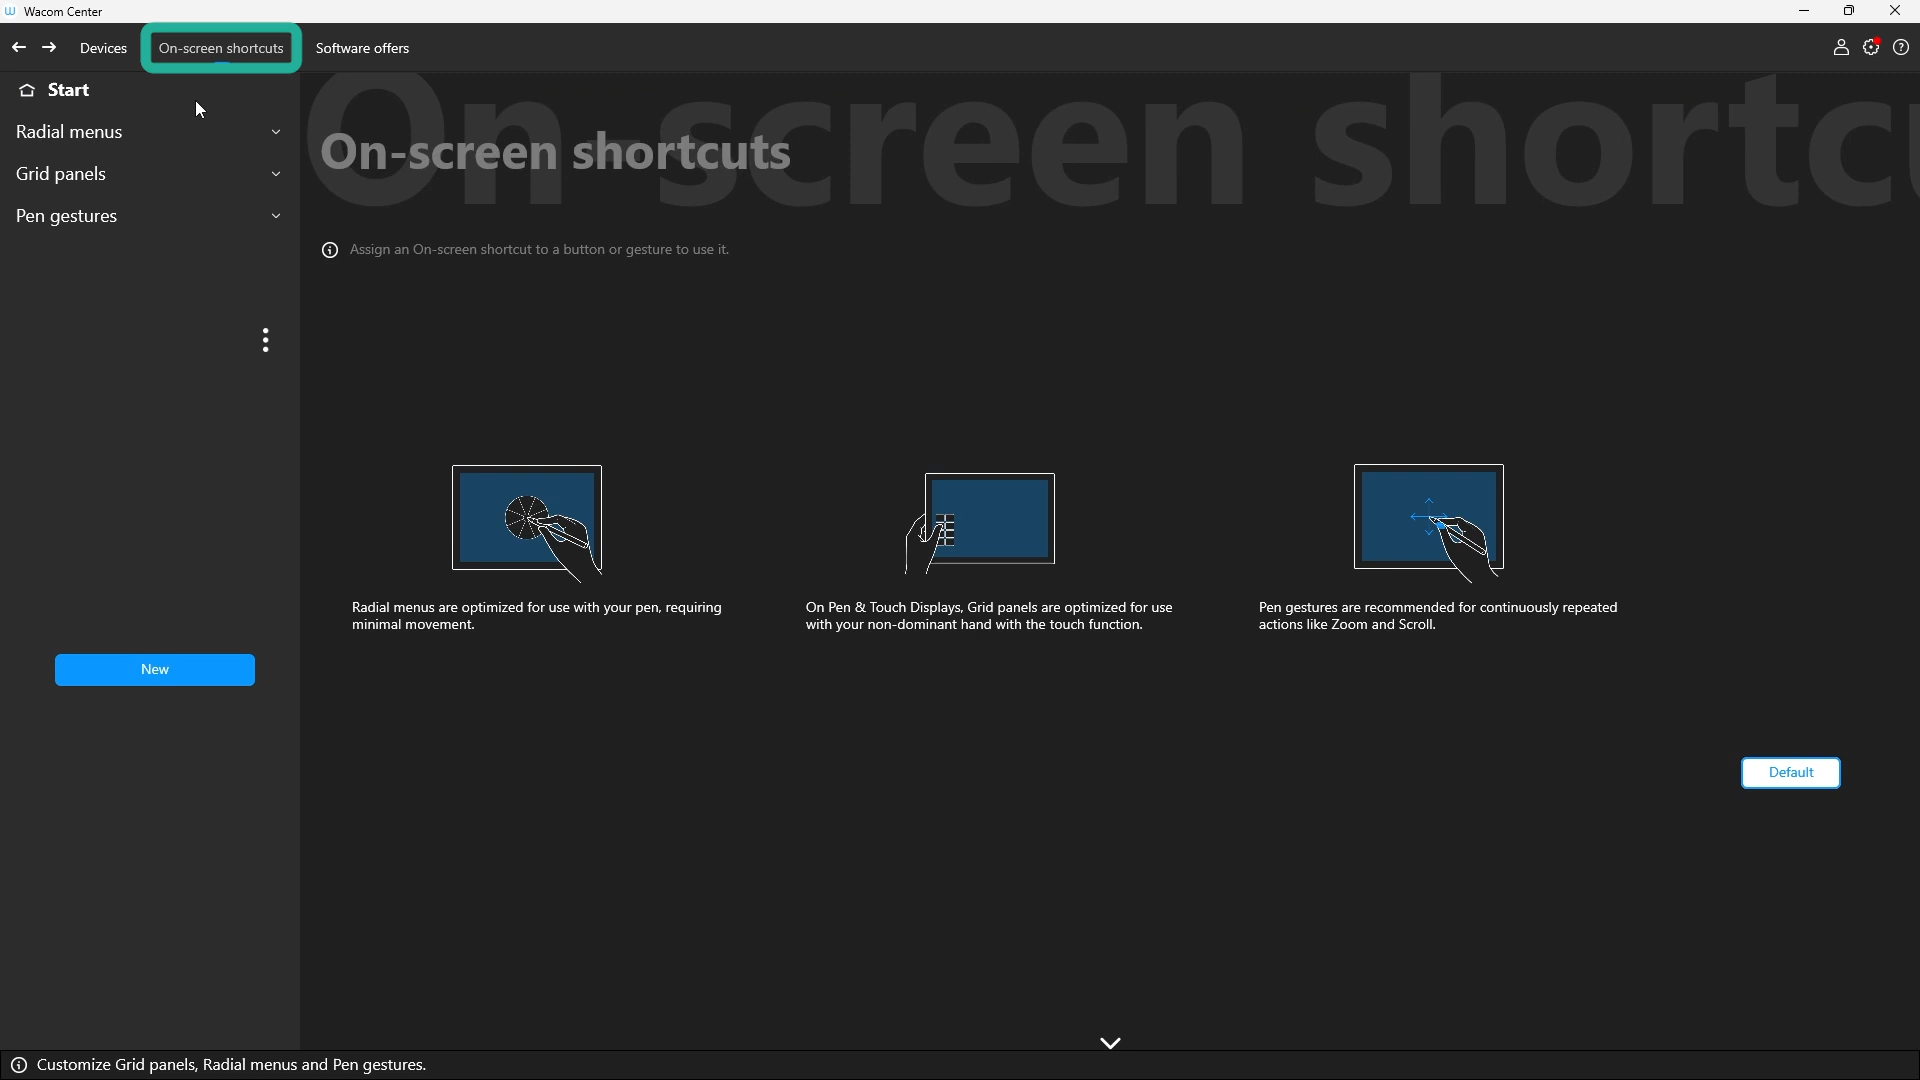 Wacom Center
Devices
On-screen shortcuts
Software offers
Start
Radial menus
Grid panels
Pen gestures
On-screen shortcu
On-screen shortcuts
Assign an On-screen shortcut to a button or gesture to use it.
Radial menus are optimized for use with your pen, requiring
minimal movement.
On Pen & Touch Displays, Grid panels are optimized for use
with your non-dominant hand with the touch function.
Pen gestures are recommended for continuously repeated
actions like Zoom and Scroll.
New
Default
Customize Grid panels, Radial menus and Pen gestures.